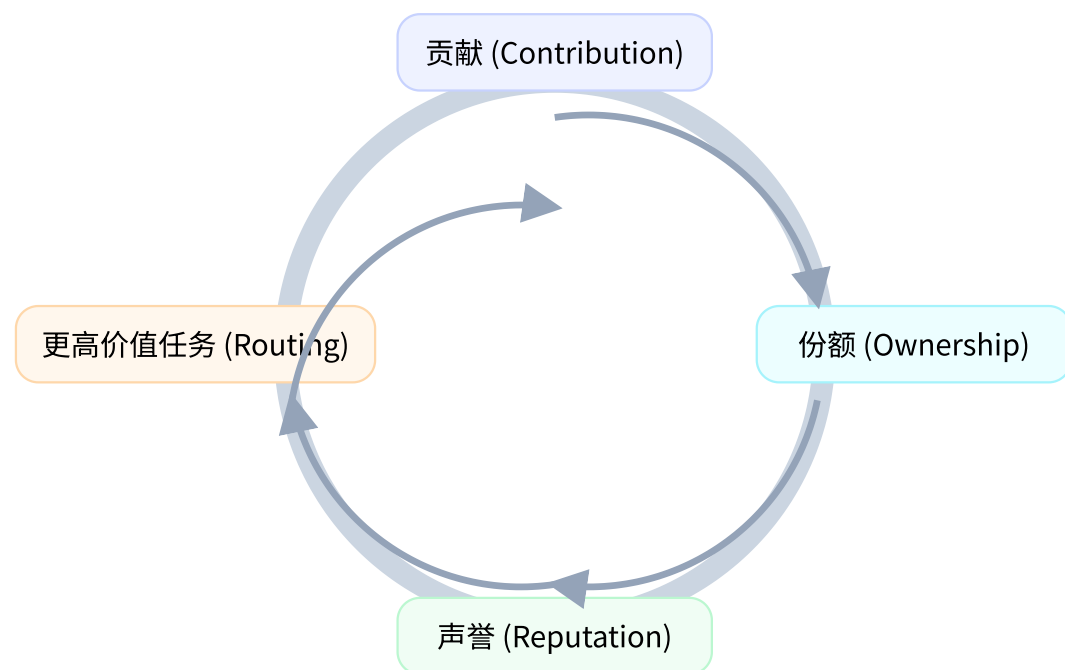 贡献 (Contribution)
更高价值任务 (Routing)
份额 (Ownership)
声誉 (Reputation)